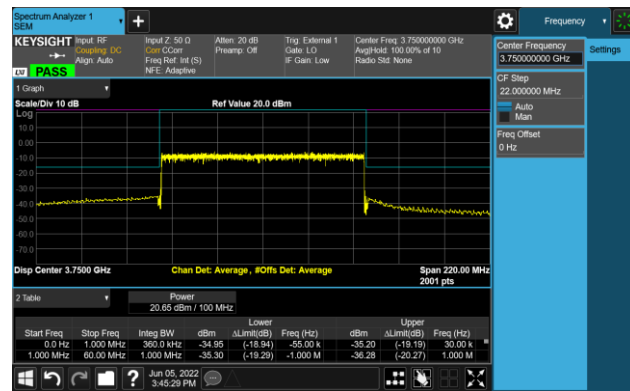 Spectrum Analyzer 1
SEM
Frequency
KEYSIGHT
Input: RF
Coupling: DC
Align: Auto
Input Z: 50 Ω
Corr CCorr
Freq Ref: Int (S)
NFE: Adaptive
Atten: 20 dB
Preamp: Off
Trig: External 1
Gate: LO
IF Gain: Low
Center Freq: 3.750000000 GHz
Avg|Hold: 100.00% of 10
Radio Std: None
LXI PASS
Center Frequency
3.750000000 GHz
Settings
CF Step
22.000000 MHz
Auto
Man
Freq Offset
0 Hz
1 Graph
Scale/Div 10 dB
Ref Value 20.0 dBm
Log
10.0
0.00
-10.0
-20.0
-30.0
-40.0
-50.0
-60.0
-70.0
Disp Center 3.7500 GHz
Chan Det: Average , #Offs Det: Average
Span 220.00 MHz
2001 pts
2 Table
Power
20.65 dBm / 100 MHz
Lower Upper
Start Freq Stop Freq Integ BW dBm ΔLimit(dB) Freq (Hz) dBm ΔLimit(dB) Freq (Hz)
0.0 Hz 1.000 MHz 360.0 kHz -34.95 (-18.94) -55.00 k -35.20 (-19.19) 30.00 k
1.000 MHz 60.00 MHz 1.000 MHz -35.30 (-19.29) -1.000 M -36.28 (-20.27) 1.000 M
Jun 05, 2022
3:45:29 PM